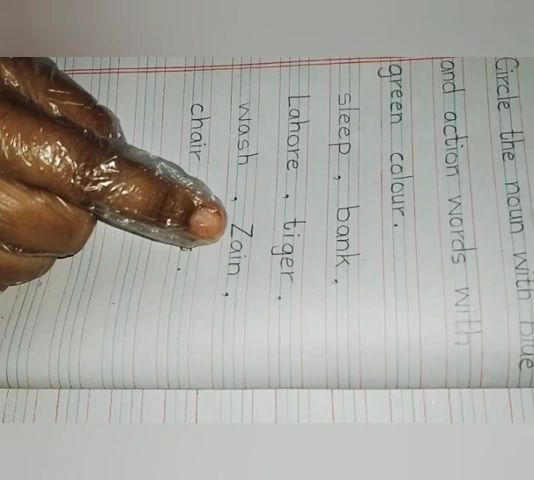 Circle the noun with blue
and action words with
green colour.
sleep, bank,
Lahore, tiger,
wash, Zain,
chair